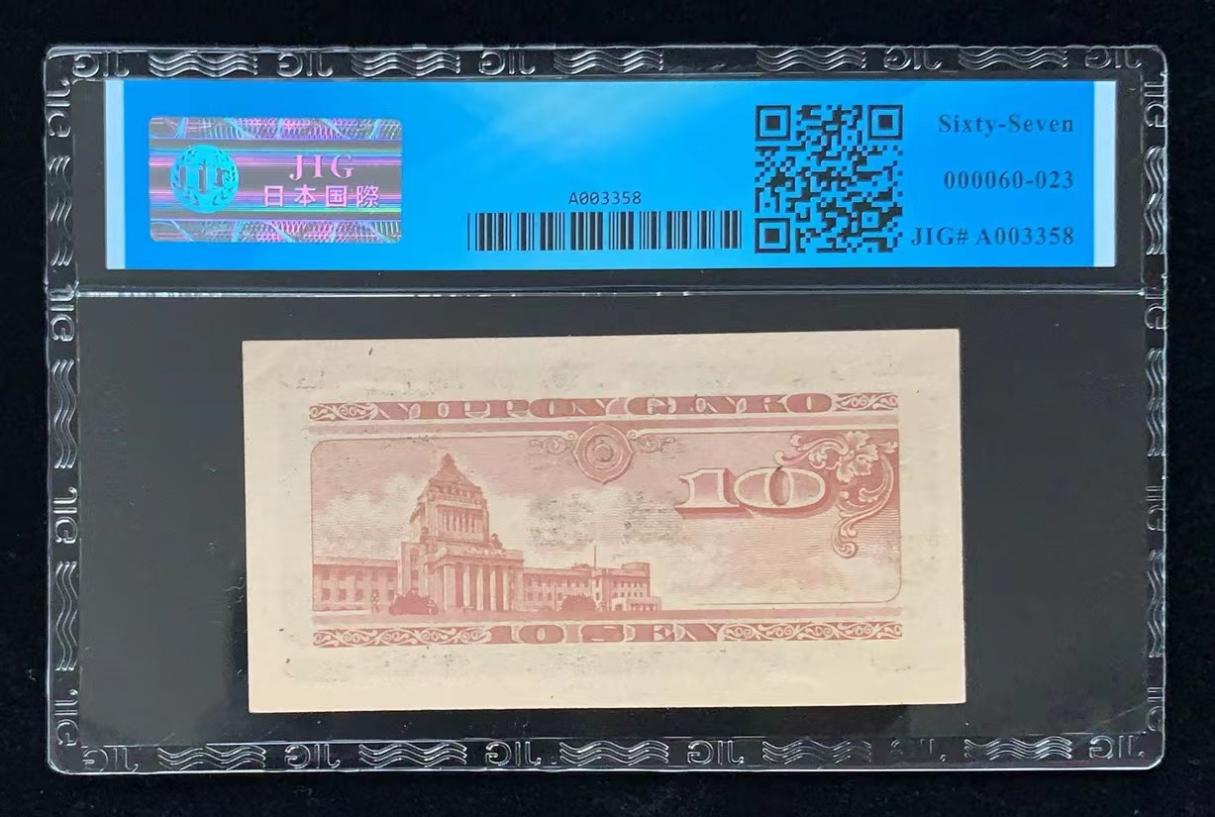 JIG
日本国際
A003358
Sixty-Seven
000060-023
JIG# A003358
NIPPON GINKO
10
10 SEN